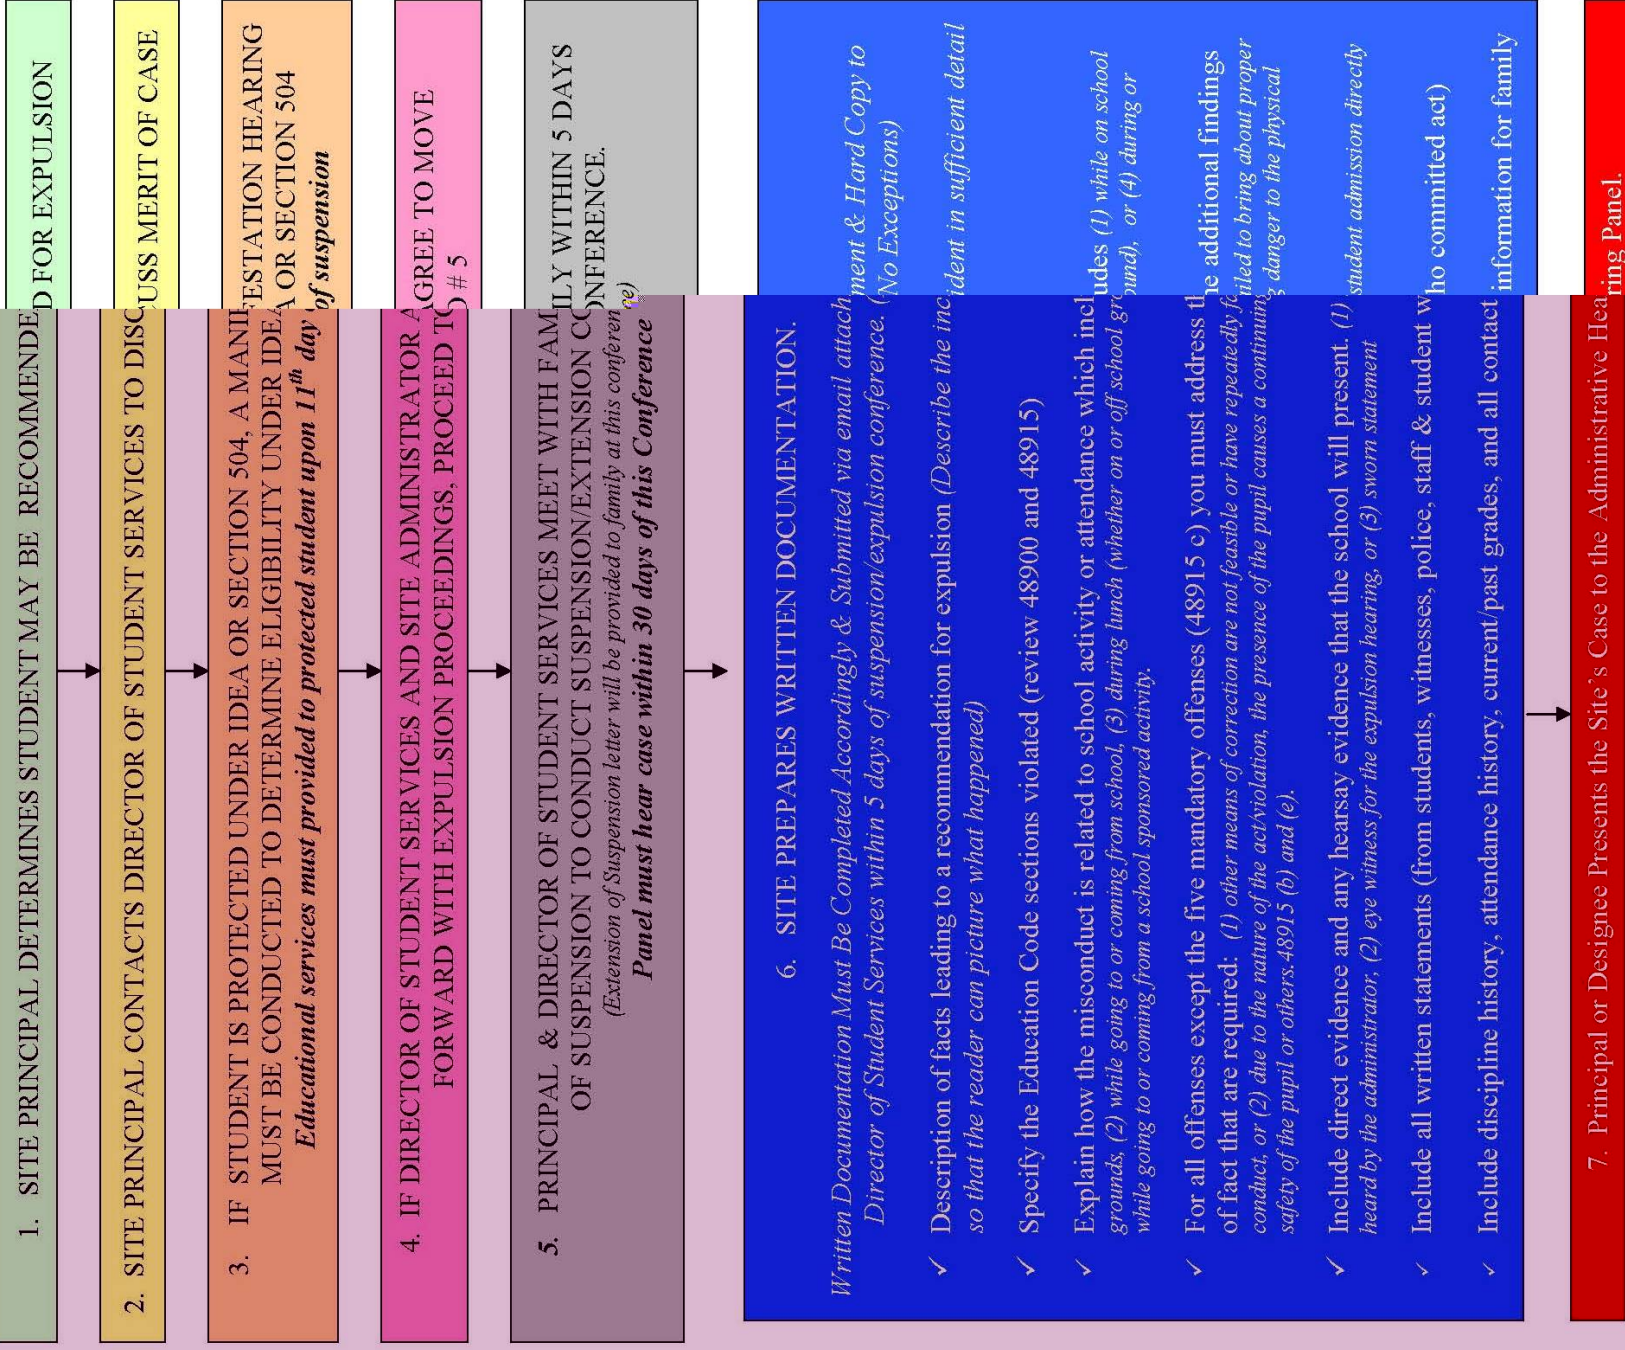 1. SITE PRINCIPAL DETERMINES STUDENT MAY BE RECOMMENDED FOR EXPULSION
2. SITE PRINCIPAL CONTACTS DIRECTOR OF STUDENT SERVICES TO DISCUSS MERIT OF CASE
3. IF STUDENT IS PROTECTED UNDER IDEA OR SECTION 504, A MANIFESTATION HEARING
MUST BE CONDUCTED TO DETERMINE ELIGIBILITY UNDER IDEA OR SECTION 504
Educational services must provided to protected student upon 11th day of suspension
4. IF DIRECTOR OF STUDENT SERVICES AND SITE ADMINISTRATOR AGREE TO MOVE
FORWARD WITH EXPULSION PROCEEDINGS, PROCEED TO # 5
5. PRINCIPAL & DIRECTOR OF STUDENT SERVICES MEET WITH FAMILY WITHIN 5 DAYS
OF SUSPENSION TO CONDUCT SUSPENSION/EXTENSION CONFERENCE.
(Extension of Suspension letter will be provided to family at this conference)
Panel must hear case within 30 days of this Conference
6. SITE PREPARES WRITTEN DOCUMENTATION.
Written Documentation Must Be Completed Accordingly & Submitted via email attachment & Hard Copy to
Director of Student Services within 5 days of suspension/expulsion conference. (No Exceptions)
✓ Description of facts leading to a recommendation for expulsion (Describe the incident in sufficient detail
so that the reader can picture what happened)
✓ Specify the Education Code sections violated (review 48900 and 48915)
✓ Explain how the misconduct is related to school activity or attendance which includes (1) while on school
grounds, (2) while going to or coming from school, (3) during lunch (whether on or off school ground), or (4) during or
while going to or coming from a school sponsored activity.
✓ For all offenses except the five mandatory offenses (48915 c) you must address the additional findings
of fact that are required: (1) other means of correction are not feasible or have repeatedly failed to bring about proper
conduct, or (2) due to the nature of the act/violation, the presence of the pupil causes a continuing danger to the physical
safety of the pupil or others.48915 (b) and (e).
✓ Include direct evidence and any hearsay evidence that the school will present. (1) student admission directly
heard by the administrator, (2) eye witness for the expulsion hearing, or (3) sworn statement
✓ Include all written statements (from students, witnesses, police, staff & student who committed act)
✓ Include discipline history, attendance history, current/past grades, and all contact information for family
7. Principal or Designee Presents the Site's Case to the Administrative Hearing Panel.